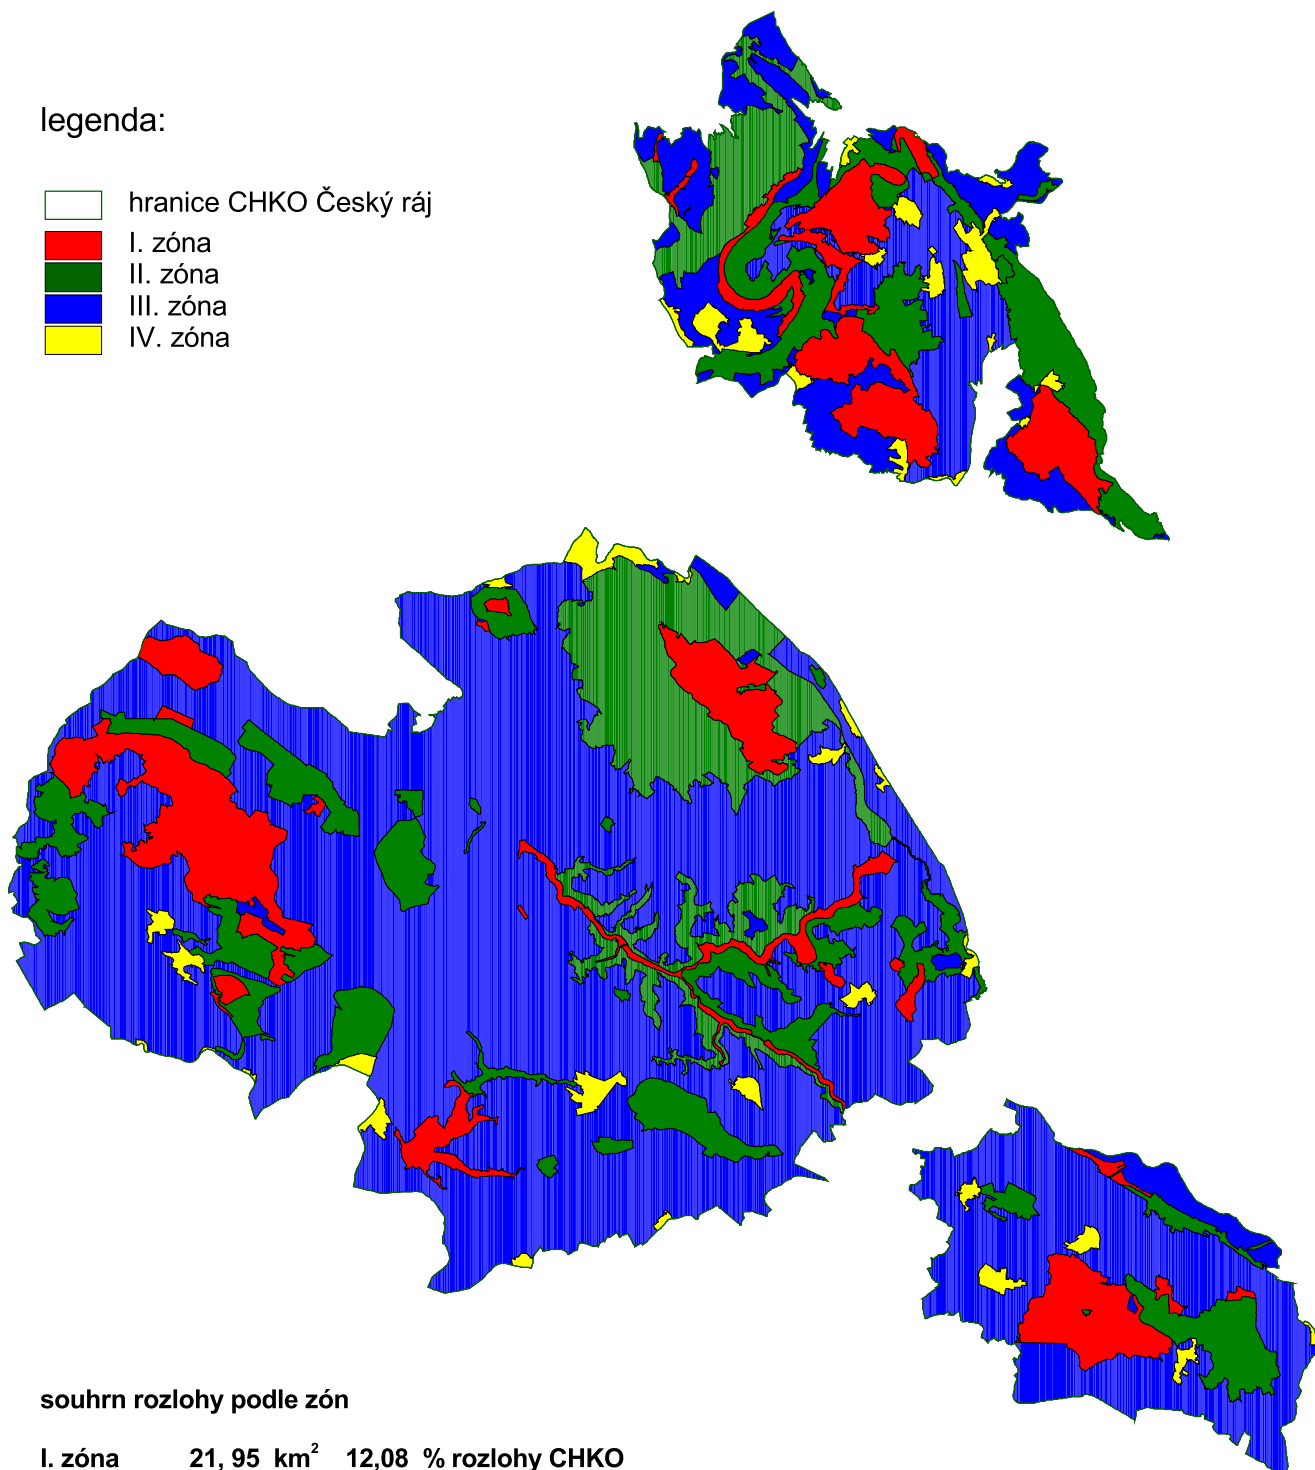 legenda:
hranice CHKO Český ráj
I. zóna
II. zóna
III. zóna
IV. zóna
souhrn rozlohy podle zón
I. zóna 21, 95 km² 12,08 % rozlohy CHKO